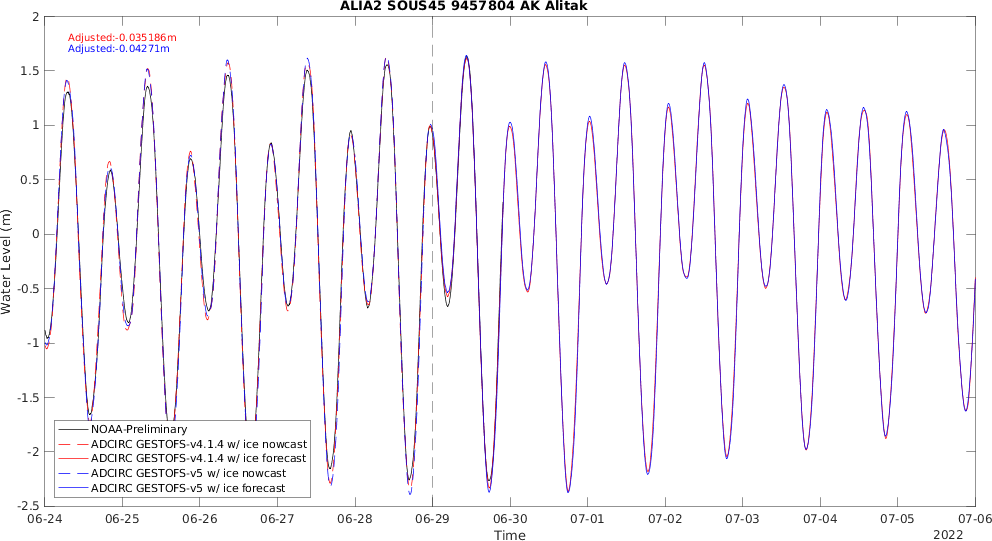 ALIA2 SOUS45 9457804 AK Alitak
Adjusted:-0.035186m
Adjusted:-0.04271m
2
1.5
1
0.5
0
-0.5
-1
-1.5
-2
-2.5
Water Level (m)
NOAA-Preliminary
ADCIRC GESTOFS-v4.1.4 w/ ice nowcast
ADCIRC GESTOFS-v4.1.4 w/ ice forecast
ADCIRC GESTOFS-v5 w/ ice nowcast
ADCIRC GESTOFS-v5 w/ ice forecast
06-24 06-25 06-26 06-27 06-28 06-29 06-30 07-01 07-02 07-03 07-04 07-05 07-06
Time
2022